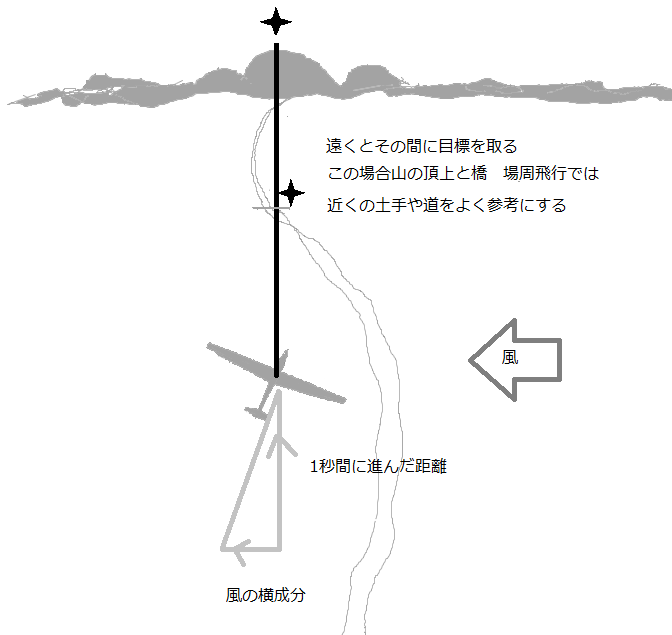 遠くとその間に目標を取る
この場合山の頂上と橋　場周飛行では
近くの土手や道をよく参考にする
風
1秒間に進んだ距離
風の横成分